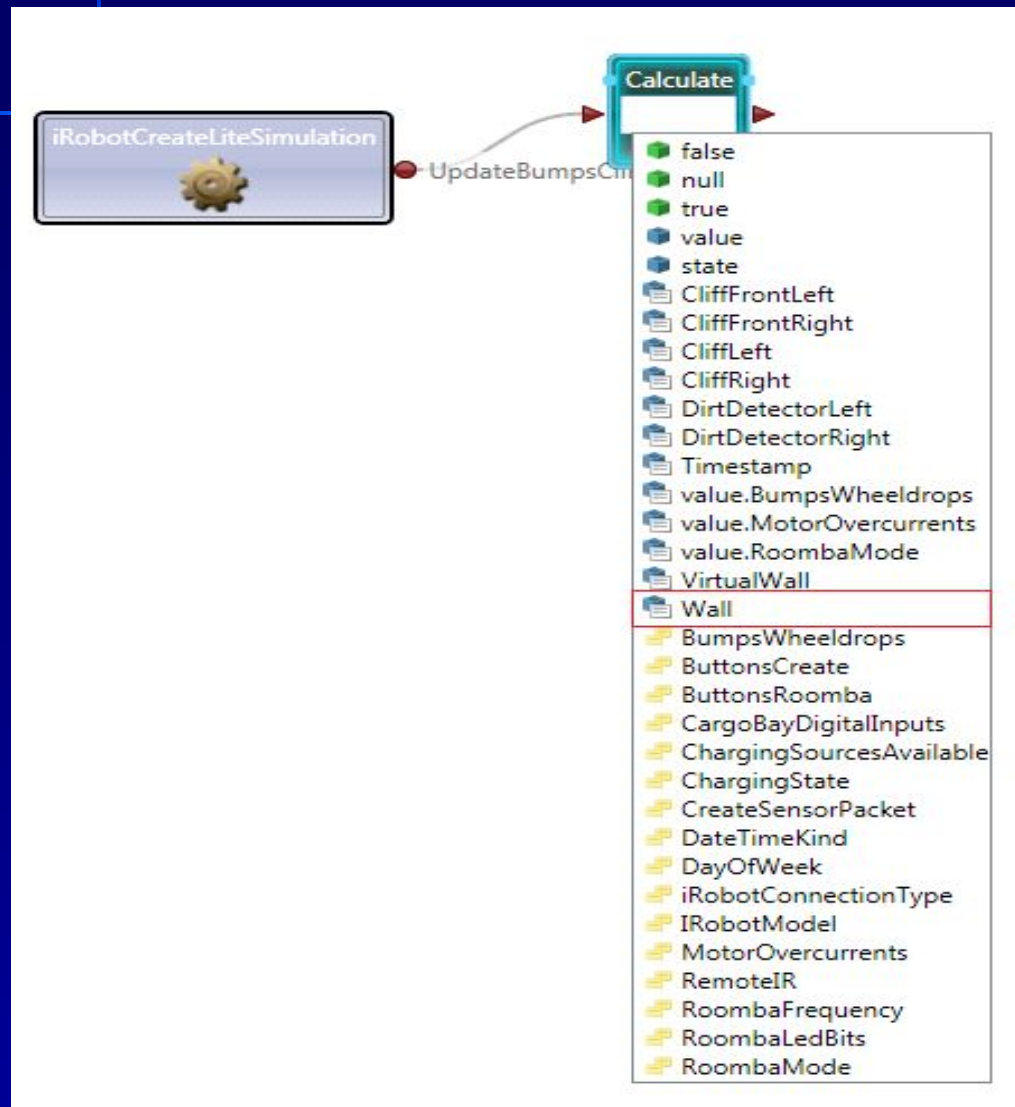 Calculate
iRobotCreateLiteSimulation
UpdateBumpsCli
false
null
true
value
state
CliffFrontLeft
CliffFrontRight
CliffLeft
CliffRight
DirtDetectorLeft
DirtDetectorRight
Timestamp
value.BumpsWheeldrops
value.MotorOvercurrents
value.RoombaMode
VirtualWall
Wall
BumpsWheeldrops
ButtonsCreate
ButtonsRoomba
CargoBayDigitalInputs
ChargingSourcesAvailable
ChargingState
CreateSensorPacket
DateTimeKind
DayOfWeek
iRobotConnectionType
IRobotModel
MotorOvercurrents
RemoteIR
RoombaFrequency
RoombaLedBits
RoombaMode